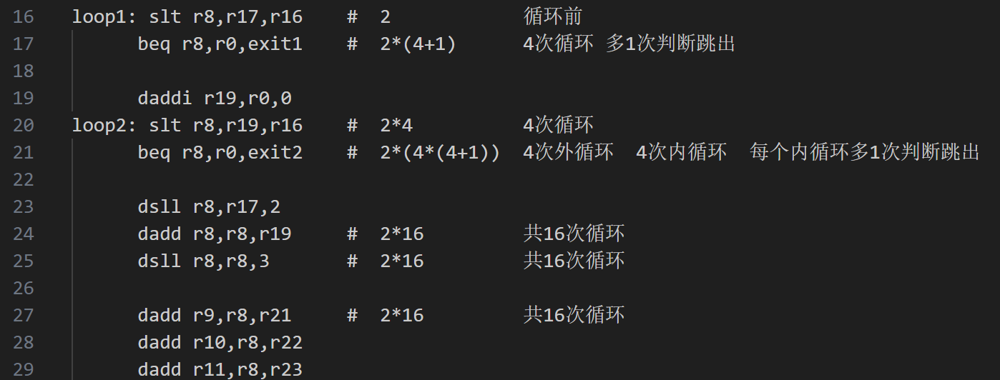 16 loop1: slt r8,r17,r16 # 2 循环前
17 beq r8,r0,exit1 # 2*(4+1) 4次循环 多1次判断跳出
18
19 daddi r19,r0,0
20 loop2: slt r8,r19,r16 # 2*4 4次循环
21 beq r8,r0,exit2 # 2*(4*(4+1)) 4次外循环 4次内循环 每个内循环多1次判断跳出
22
23 dsll r8,r17,2
24 dadd r8,r8,r19 # 2*16 共16次循环
25 dsll r8,r8,3 # 2*16 共16次循环
26
27 dadd r9,r8,r21 # 2*16 共16次循环
28 dadd r10,r8,r22
29 dadd r11,r8,r23